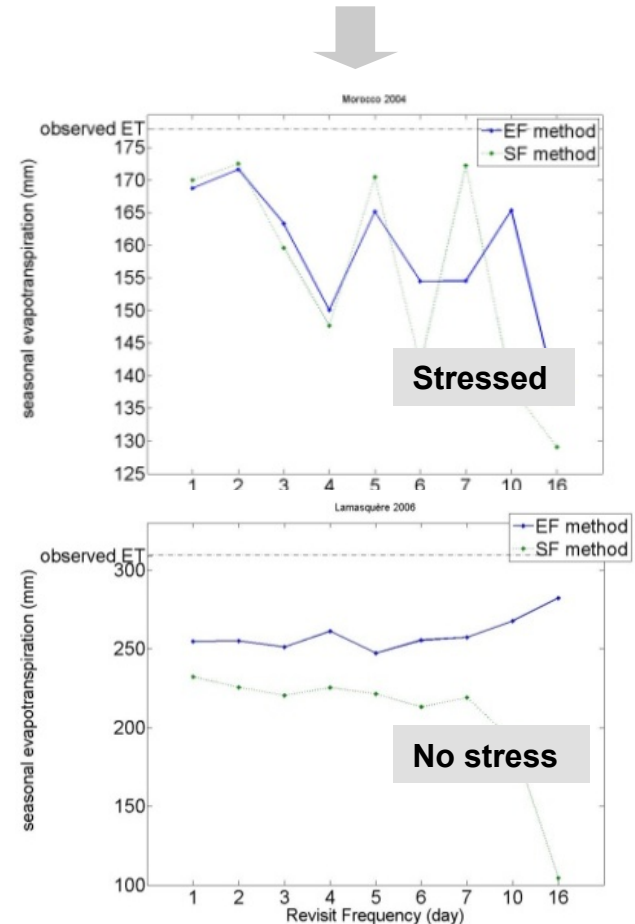 Morocco 2004
observed ET
EF method
SF method
175
170
165
160
155
150
145
140
135
130
125
seasonal evapotranspiration (mm)
Stressed
1 2 3 4 5 6 7 10 16
Lamasquère 2006
observed ET
EF method
SF method
300
250
200
150
100
seasonal evapotranspiration (mm)
No stress
1 2 3 4 5 6 7 10 16
Revisit Frequency (day)